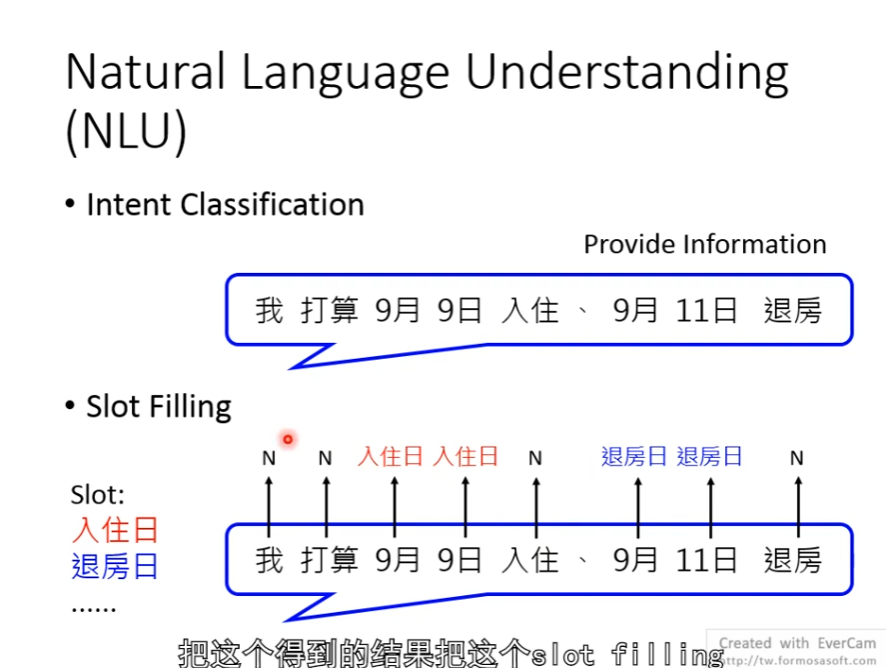 Natural Language Understanding
(NLU)
• Intent Classification
Provide Information
我 打算 9月 9日 入住 、 9月 11日 退房
• Slot Filling
N N 入住日 入住日 N 退房日 退房日 N
Slot:
入住日
退房日
......
我 打算 9月 9日 入住 、 9月 11日 退房
把这个得到的结果把这个slot filling
Created with EverCam
http://tw.formosasoft.com